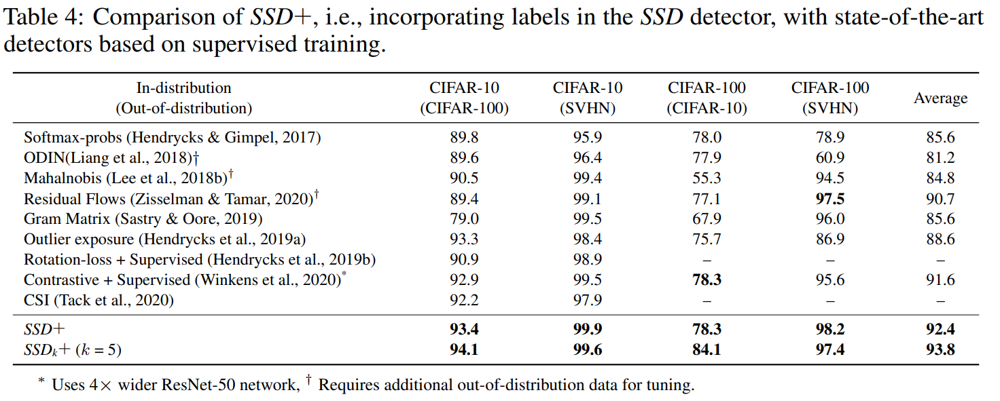 Table 4: Comparison of SSD+, i.e., incorporating labels in the SSD detector, with state-of-the-art
detectors based on supervised training.
In-distribution CIFAR-10 CIFAR-10 CIFAR-100 CIFAR-100 Average
(Out-of-distribution) (CIFAR-100) (SVHN) (CIFAR-10) (SVHN)
Softmax-probs (Hendrycks & Gimpel, 2017) 89.8 95.9 78.0 78.9 85.6
ODIN(Liang et al., 2018)† 89.6 96.4 77.9 60.9 81.2
Mahalnobis (Lee et al., 2018b)† 90.5 99.4 55.3 94.5 84.8
Residual Flows (Zisselman & Tamar, 2020)† 89.4 99.1 77.1 97.5 90.7
Gram Matrix (Sastry & Oore, 2019) 79.0 99.5 67.9 96.0 85.6
Outlier exposure (Hendrycks et al., 2019a) 93.3 98.4 75.7 86.9 88.6
Rotation-loss + Supervised (Hendrycks et al., 2019b) 90.9 98.9 – – –
Contrastive + Supervised (Winkens et al., 2020)* 92.9 99.5 78.3 95.6 91.6
CSI (Tack et al., 2020) 92.2 97.9 – – –
SSD+ 93.4 99.9 78.3 98.2 92.4
SSDk+ (k = 5) 94.1 99.6 84.1 97.4 93.8
* Uses 4× wider ResNet-50 network, † Requires additional out-of-distribution data for tuning.